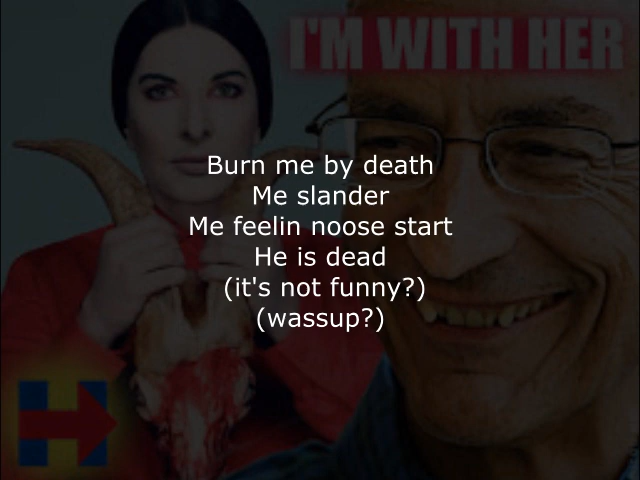 I'M WITH HER
Burn me by death
Me slander
Me feelin noose start
He is dead
(it's not funny?)
(wassup?)
H